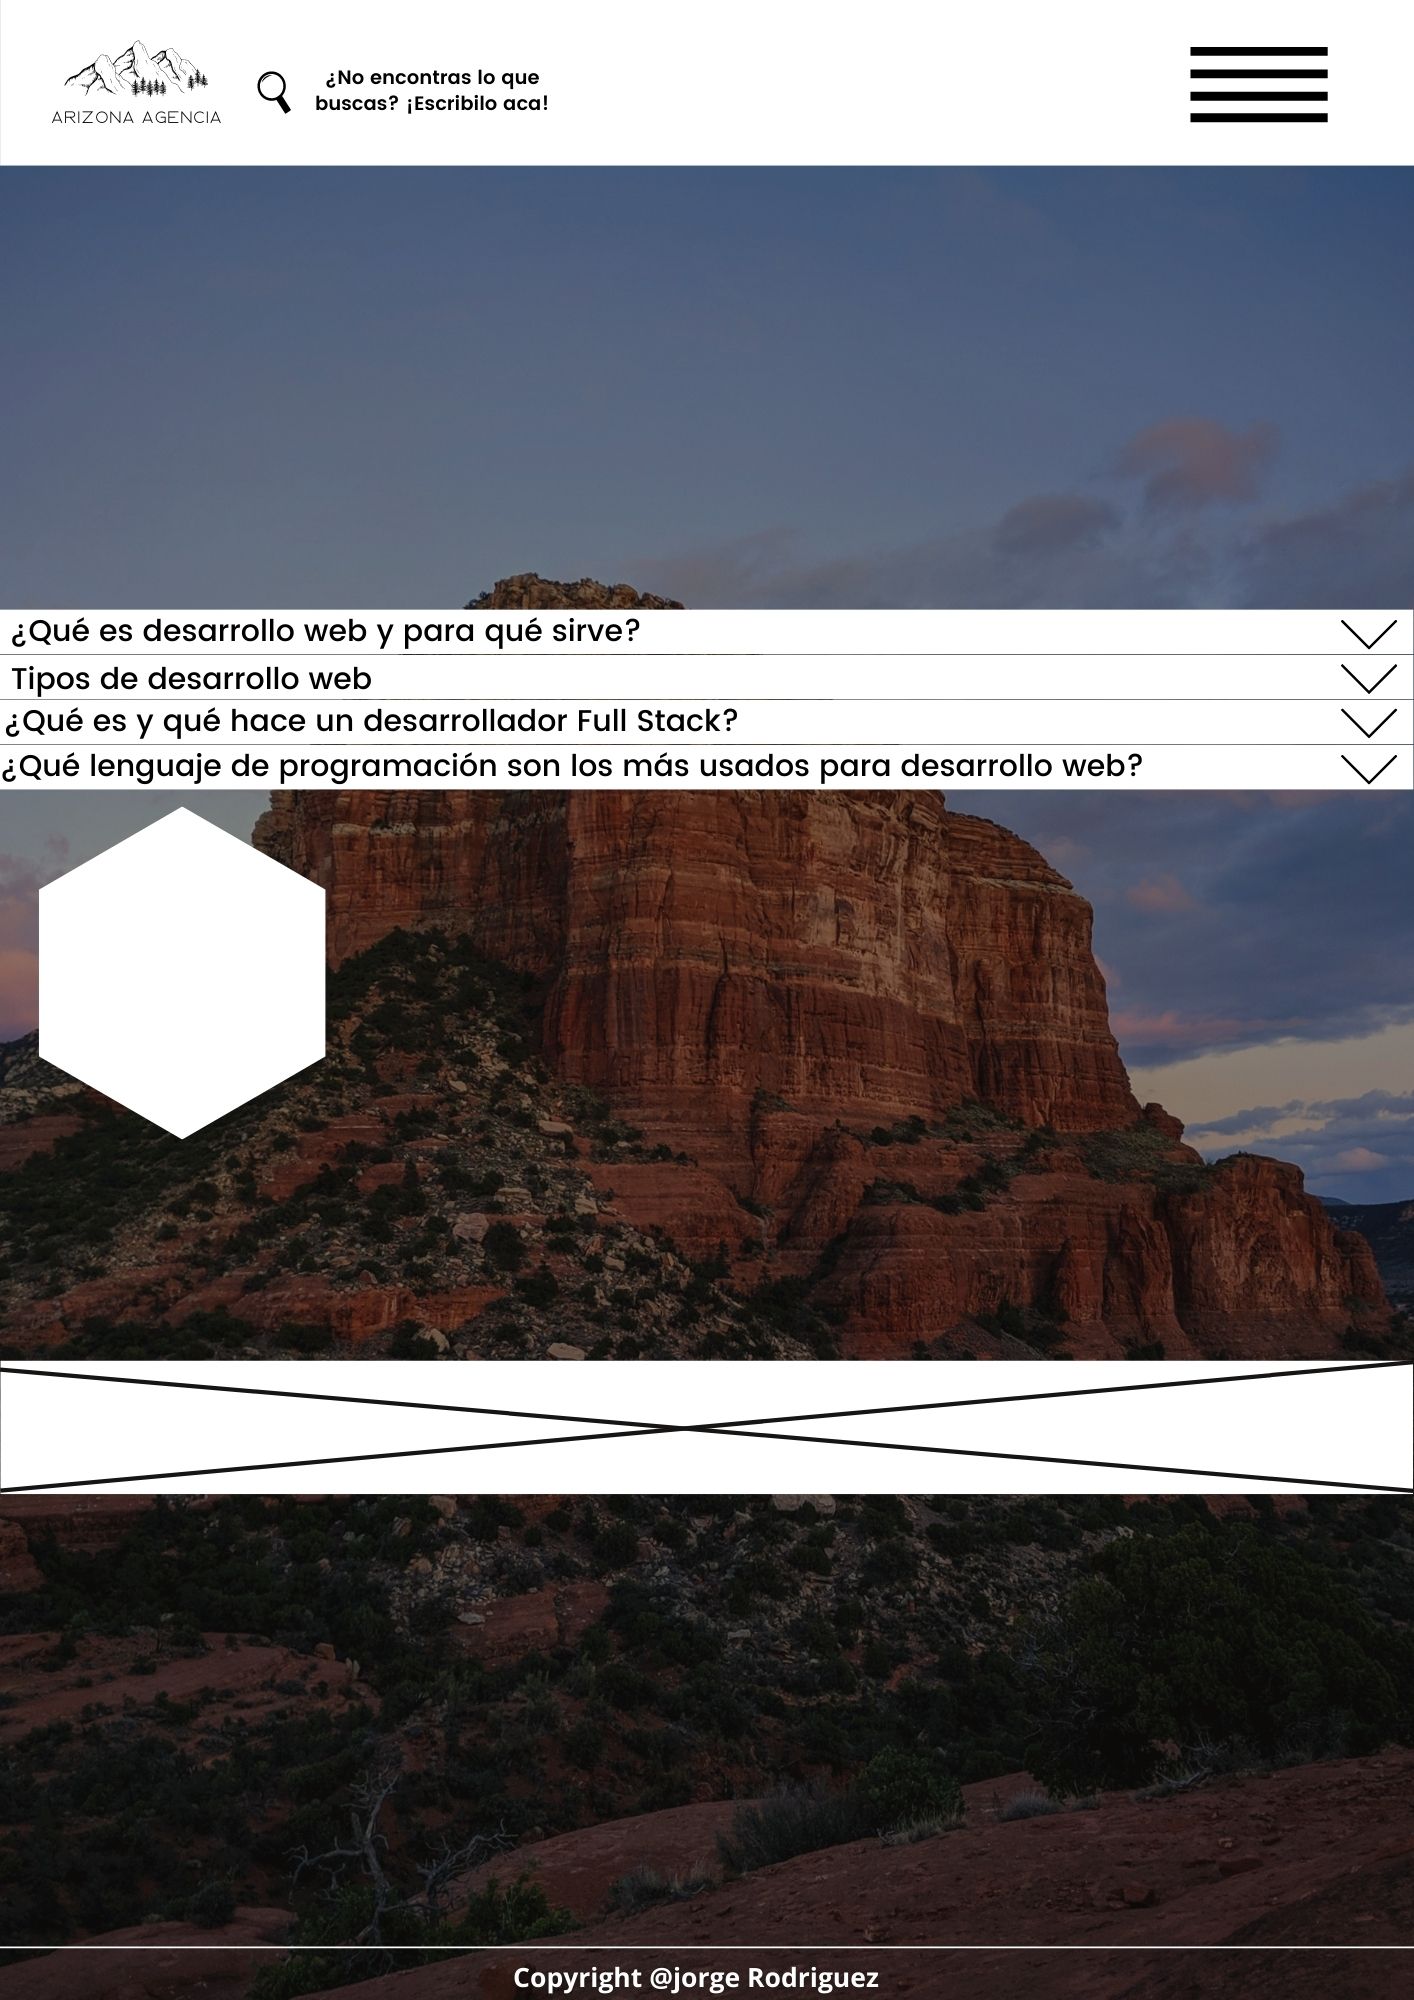 ARIZONA AGENCIA
¿No encontras lo que
buscas? ¡Escribilo aca!
¿Qué es desarrollo web y para qué sirve?
Tipos de desarrollo web
¿Qué es y qué hace un desarrollador Full Stack?
¿Qué lenguaje de programación son los más usados para desarrollo web?
Copyright @jorge Rodriguez